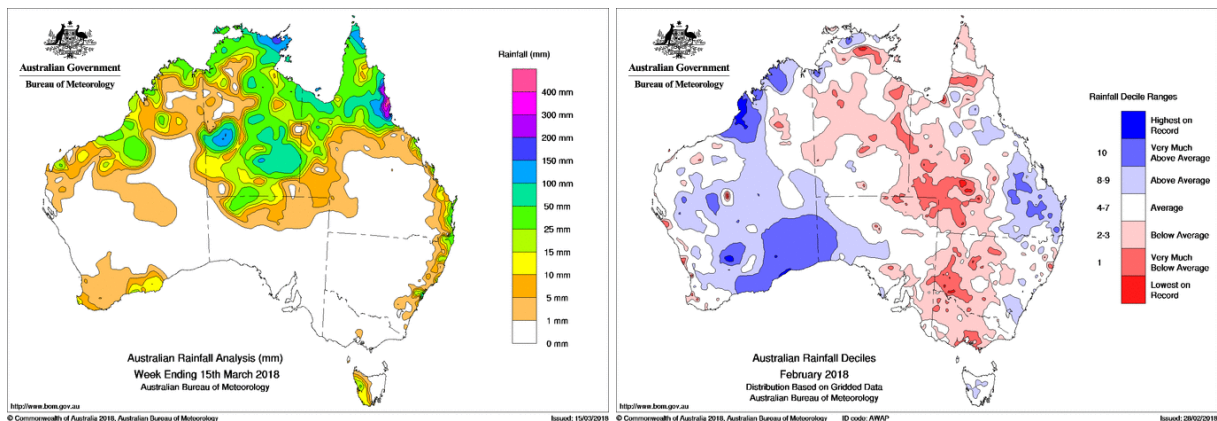 Australian Government
Bureau of Meteorology
Rainfall (mm)
400 mm
300 mm
200 mm
150 mm
100 mm
50 mm
25 mm
15 mm
10 mm
5 mm
1 mm
0 mm
Australian Rainfall Analysis (mm)
Week Ending 15th March 2018
Australian Bureau of Meteorology
http://www.bom.gov.au
© Commonwealth of Australia 2018, Australian Bureau of Meteorology
Issued: 15/03/2018
Australian Government
Bureau of Meteorology
Rainfall Decile Ranges
Highest on
Record
10 Very Much
Above Average
8-9 Above Average
4-7 Average
2-3 Below Average
1 Very Much
Below Average
Lowest on
Record
Australian Rainfall Deciles
February 2018
Distribution Based on Gridded Data
Australian Bureau of Meteorology
http://www.bom.gov.au
© Commonwealth of Australia 2018, Australian Bureau of Meteorology
ID code: AWAP
Issued: 28/02/2018